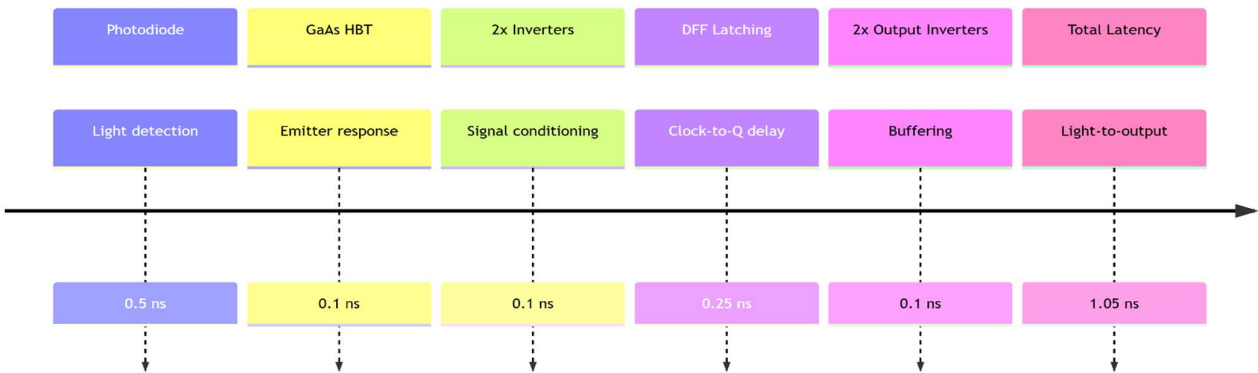 Photodiode
GaAs HBT
2x Inverters
DFF Latching
2x Output Inverters
Total Latency
Light detection
Emitter response
Signal conditioning
Clock-to-Q delay
Buffering
Light-to-output
0.5 ns
0.1 ns
0.1 ns
0.25 ns
0.1 ns
1.05 ns